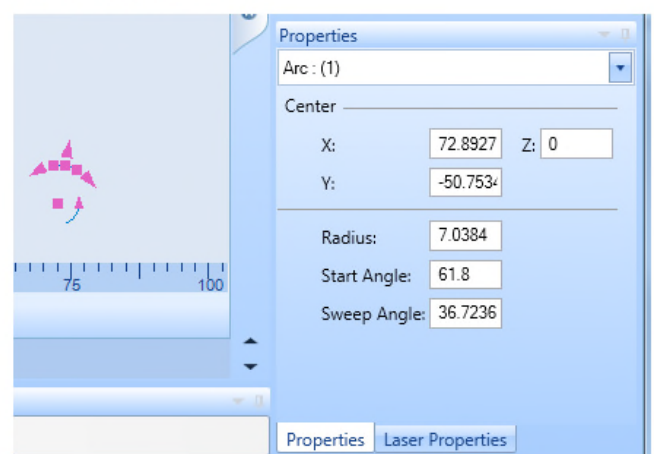 Properties
Arc : (1)
Center
X: 72.8927 Z: 0
Y: -50.7534
Radius: 7.0384
Start Angle: 61.8
Sweep Angle: 36.7236
75 100
Properties Laser Properties